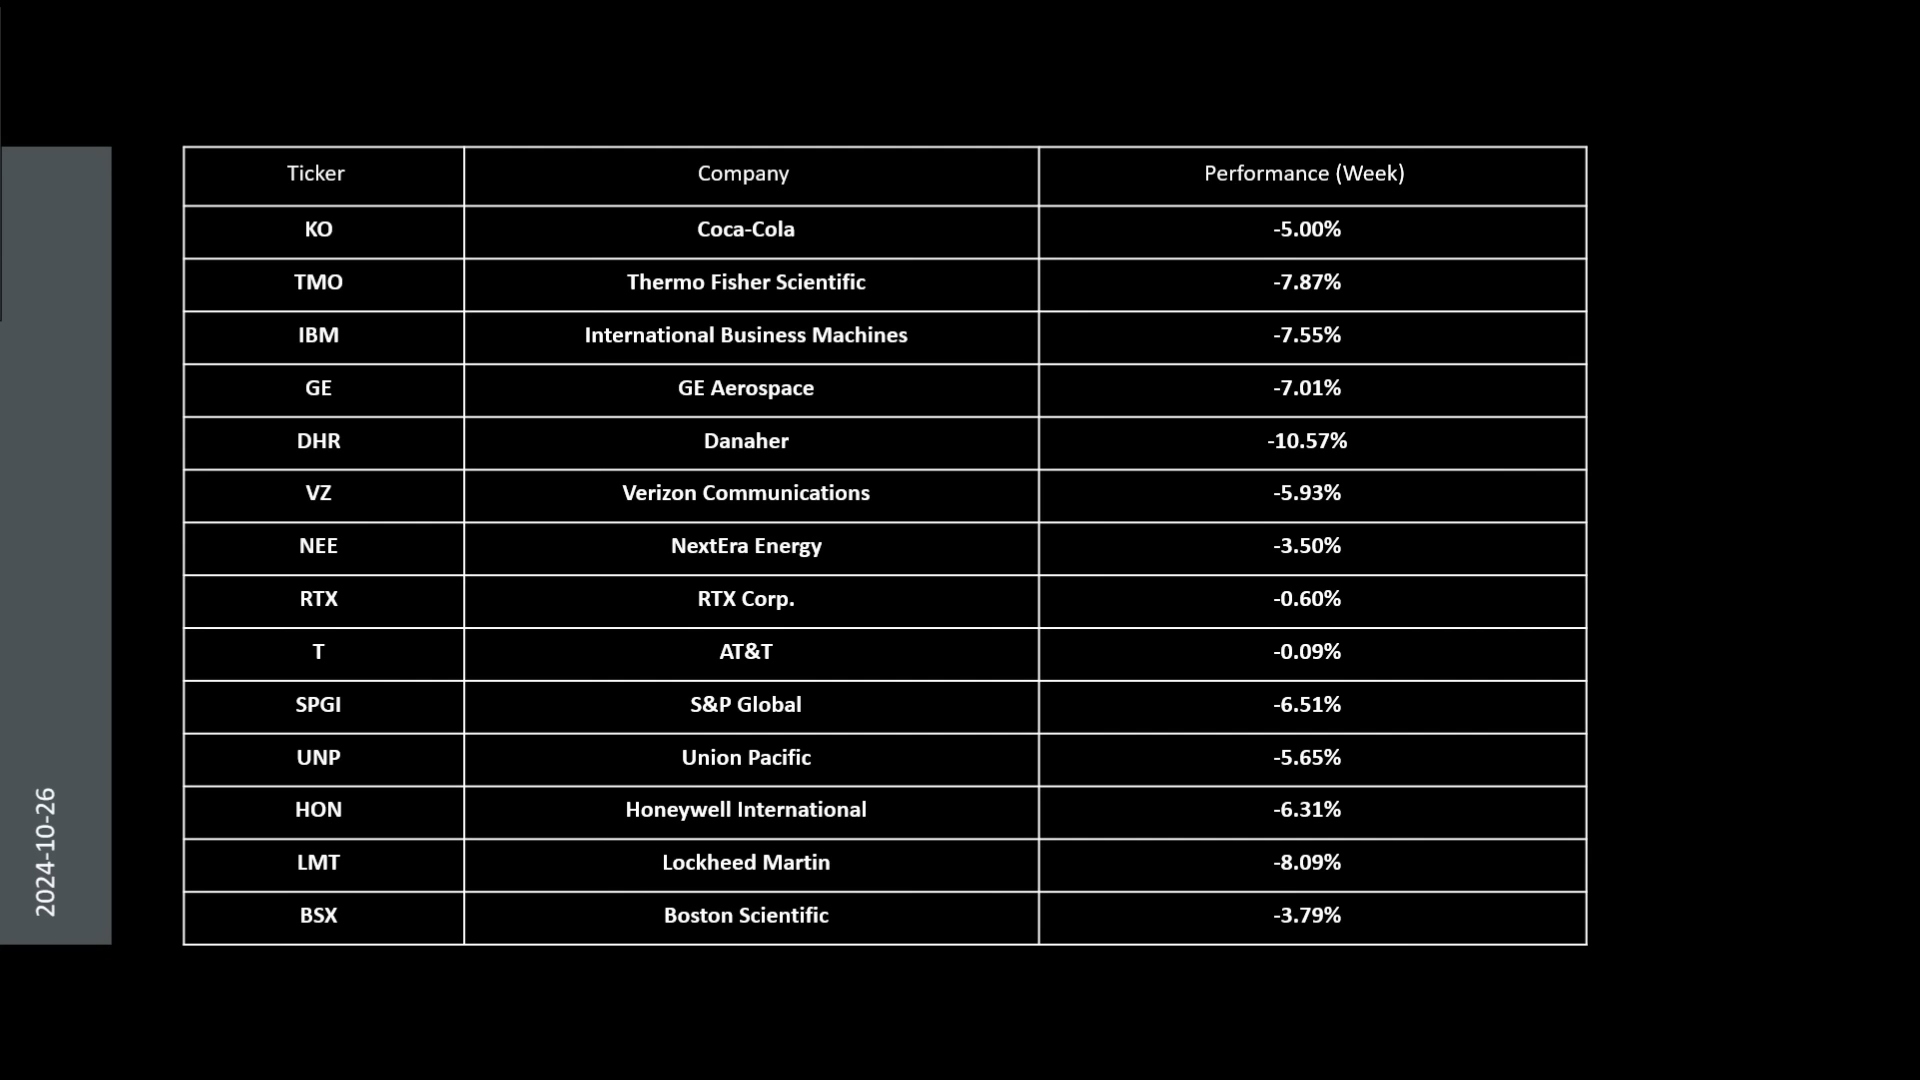 Ticker Company Performance (Week)
KO Coca-Cola -5.00%
TMO Thermo Fisher Scientific -7.87%
IBM International Business Machines -7.55%
GE GE Aerospace -7.01%
DHR Danaher -10.57%
VZ Verizon Communications -5.93%
NEE NextEra Energy -3.50%
RTX RTX Corp. -0.60%
T AT&T -0.09%
SPGI S&P Global -6.51%
UNP Union Pacific -5.65%
HON Honeywell International -6.31%
LMT Lockheed Martin -8.09%
BSX Boston Scientific -3.79%
2024-10-26